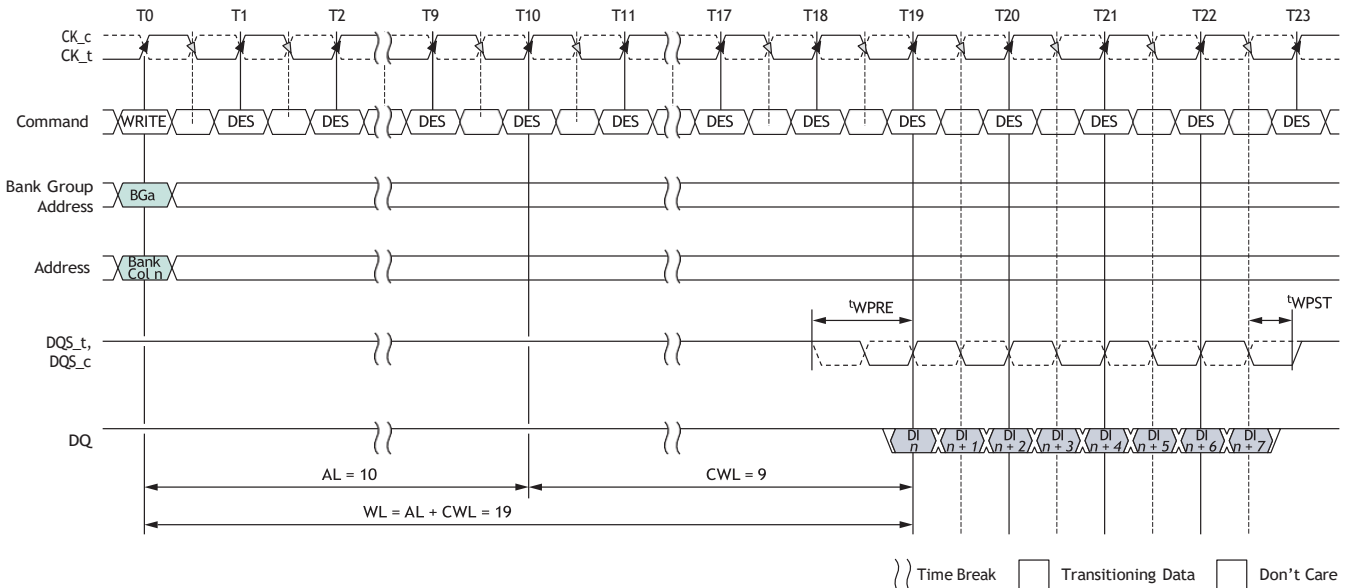 T0 T1 T2 T9 T10 T11 T17 T18 T19 T20 T21 T22 T23
CK_c
CK_t
Command WRITE DES DES DES DES DES DES DES DES DES DES DES DES
Bank Group
Address
BGa
Address
Bank
Col n
tWPRE
tWPST
DQS_t,
DQS_c
DQ
DI
n
DI
n + 1
DI
n + 2
DI
n + 3
DI
n + 4
DI
n + 5
DI
n + 6
DI
n + 7
AL = 10
CWL = 9
WL = AL + CWL = 19
Time Break
Transitioning Data
Don’t Care